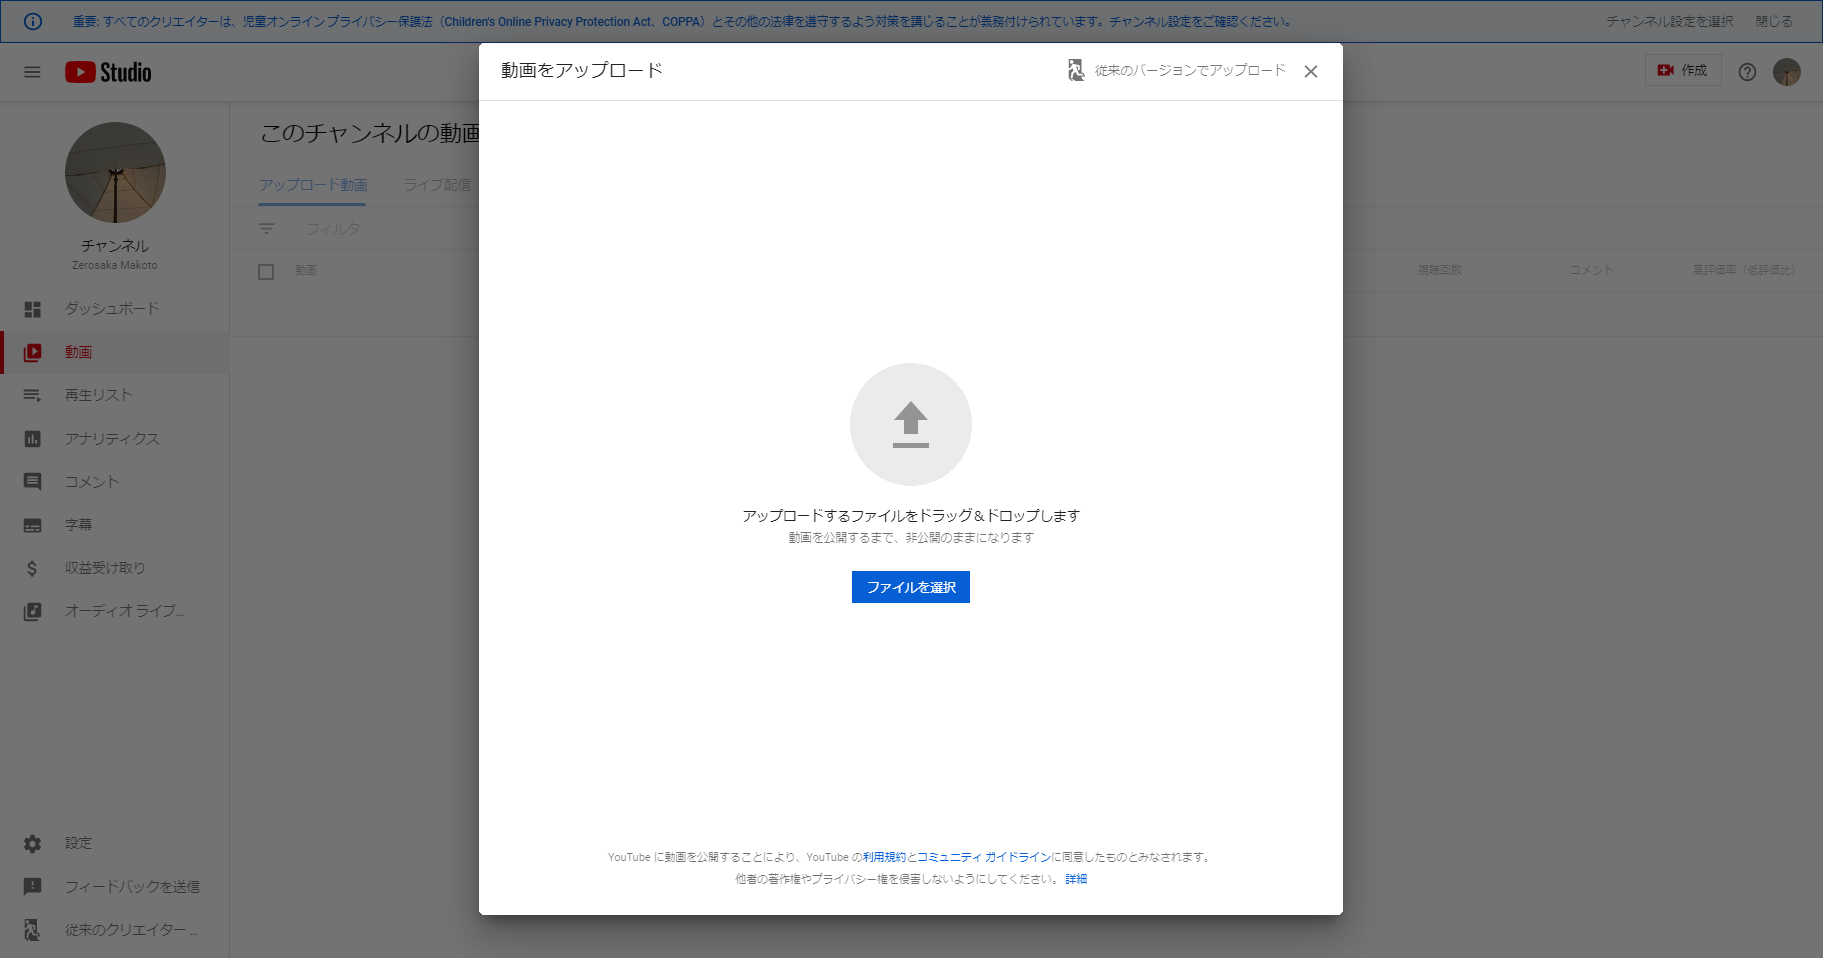 重要: すべてのクリエイターは、児童オンライン プライバシー保護法（Children's Online Privacy Protection Act、COPPA）とその他の法律を遵守するよう対策を講じることが義務付けられています。チャンネル設定をご確認ください。
チャンネル設定を選択 閉じる
Studio
作成
動画をアップロード
従来のバージョンでアップロード
チャンネル
Zerosaka Makoto
ダッシュボード
動画
再生リスト
アナリティクス
コメント
字幕
収益受け取り
オーディオ ライブ...
設定
フィードバックを送信
従来のクリエイター ...
このチャンネルの動画
アップロード動画 ライブ配信
フィルタ
動画
視聴回数 コメント 高評価率（低評価比）
アップロードするファイルをドラッグ＆ドロップします
動画を公開するまで、非公開のままになります
ファイルを選択
YouTube に動画を公開することにより、YouTube の利用規約とコミュニティ ガイドラインに同意したものとみなされます。
他者の著作権やプライバシー権を侵害しないようにしてください。 詳細